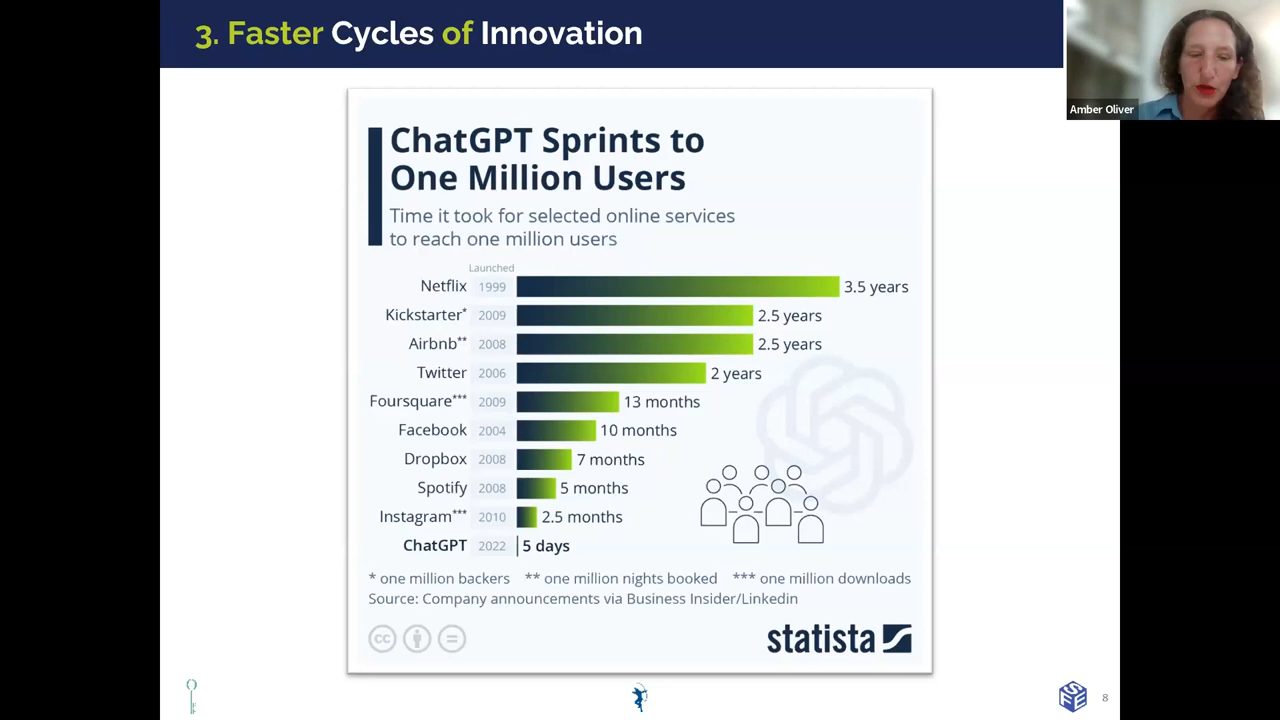 3. Faster Cycles of Innovation
Amber Oliver
ChatGPT Sprints to
One Million Users
Time it took for selected online services
to reach one million users
Launched
Netflix 1999 3.5 years
Kickstarter* 2009 2.5 years
Airbnb** 2008 2.5 years
Twitter 2006 2 years
Foursquare*** 2009 13 months
Facebook 2004 10 months
Dropbox 2008 7 months
Spotify 2008 5 months
Instagram*** 2010 2.5 months
ChatGPT 2022 5 days
* one million backers ** one million nights booked *** one million downloads
Source: Company announcements via Business Insider/Linkedin
cc
statista
8